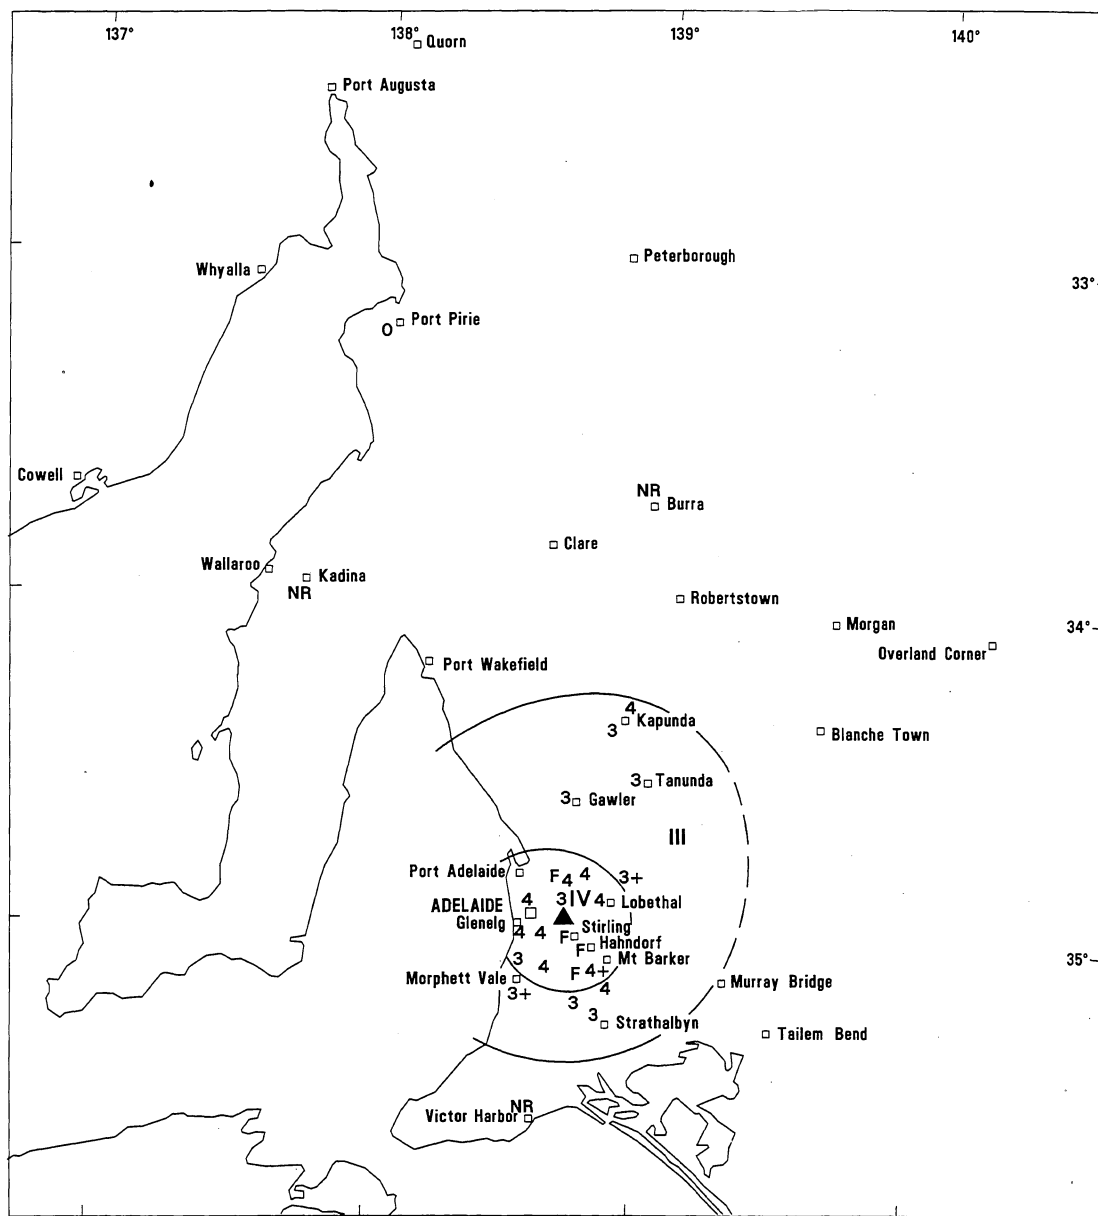 137°
138°
139°
140°
Quorn
Port Augusta
Peterborough
Whyalla
33°
Port Pirie
O
Cowell
NR
Burra
Clare
Wallaroo
Kadina
NR
Robertstown
Morgan
34°
Overland Corner
Port Wakefield
4
Kapunda
3
Blanche Town
3 Tanunda
3 Gawler
III
Port Adelaide
F 4 4 3+
4 3 IV 4 Lobethal
ADELAIDE
Glenelg
4 4 F Stirling
F Hahndorf
3 4 F 4+ Mt Barker
35°
Morphett Vale
3+
4
3
Murray Bridge
3 Strathalbyn
Tailem Bend
NR
Victor Harbor